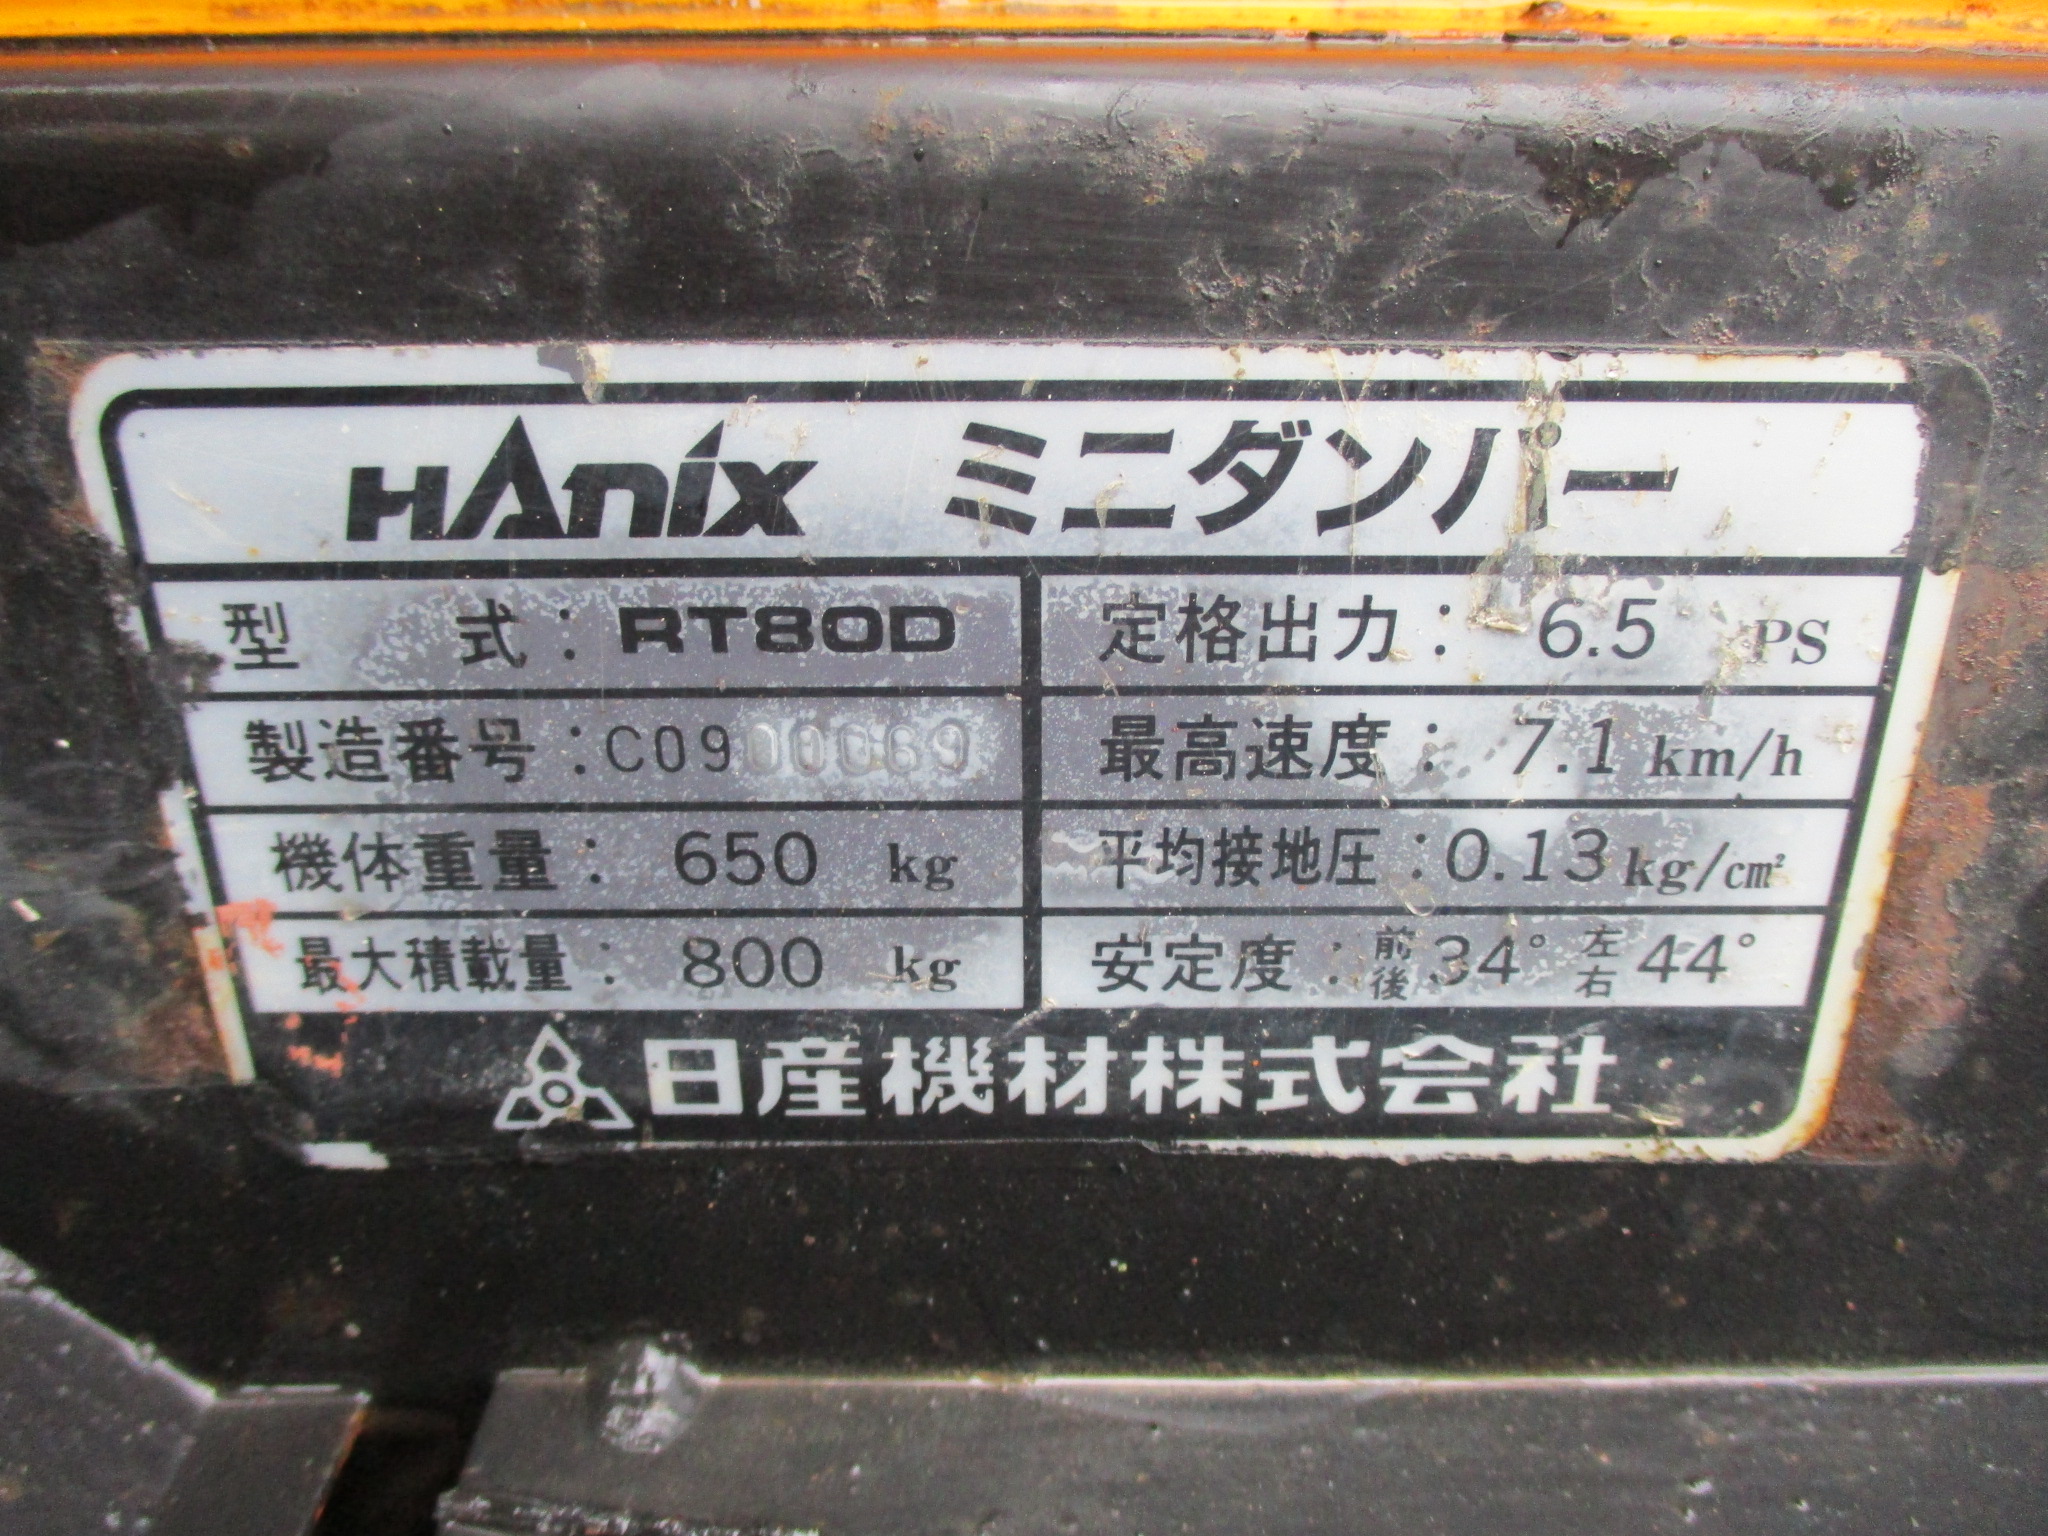 HANIX ミニダンパー
型式：RT80D
定格出力：6.5 PS
製造番号：C0900069
最高速度：7.1 km/h
機体重量：650 kg
平均接地圧：0.13 kg/cm²
最大積載量：800 kg
安定度：前後34° 左右44°
日産機材株式会社